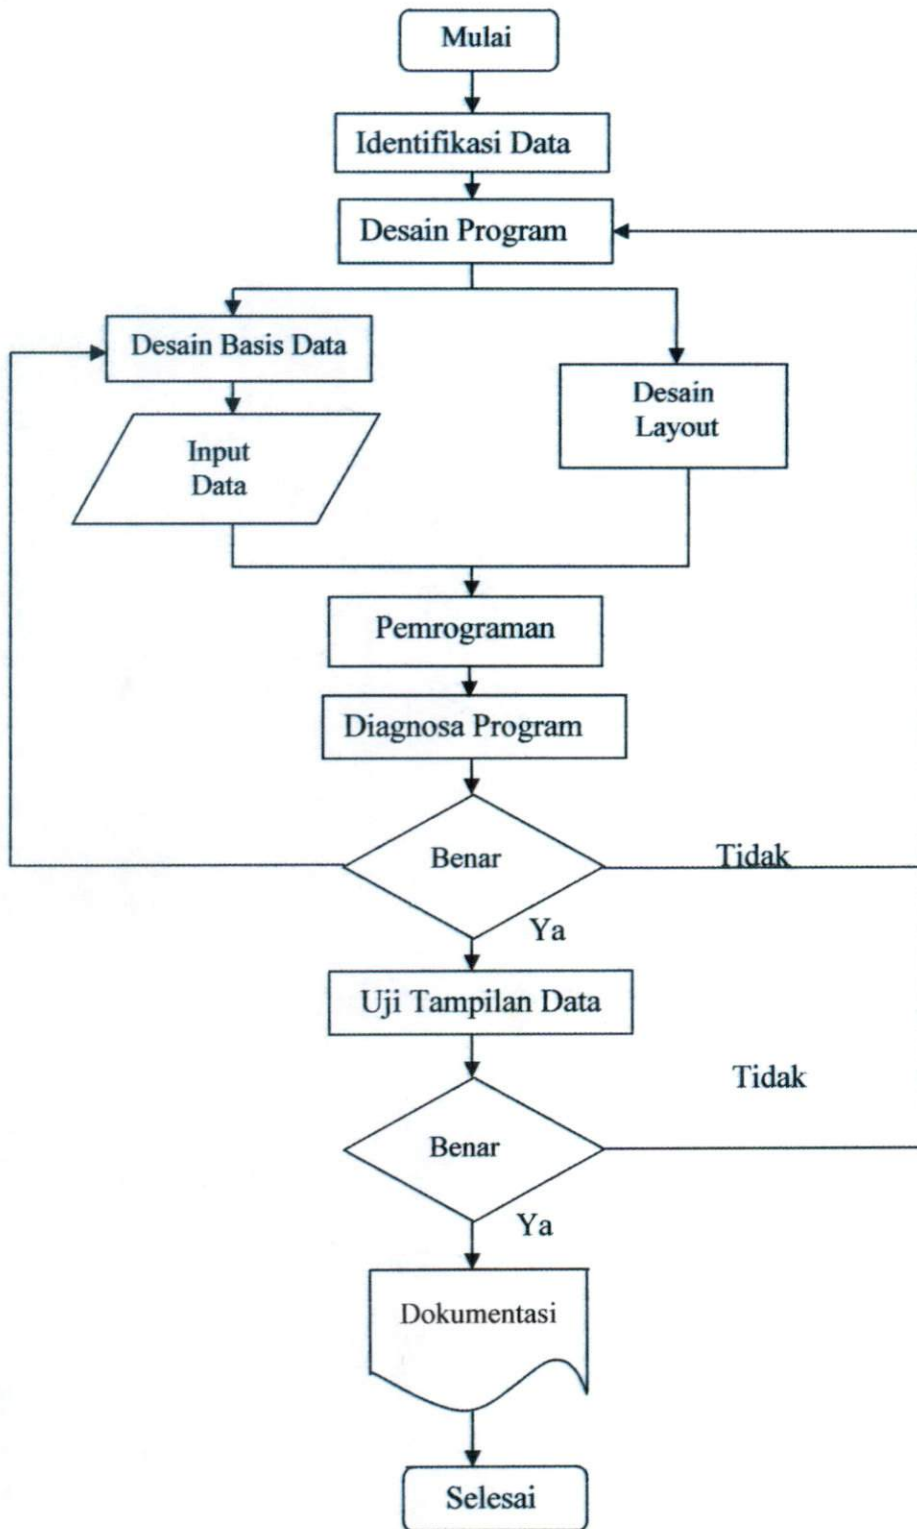 Mulai
Identifikasi Data
Desain Program
Desain Basis Data
Desain
Layout
Input
Data
Pemrograman
Diagnosa Program
Benar
Tidak
Ya
Uji Tampilan Data
Tidak
Benar
Ya
Dokumentasi
Selesai